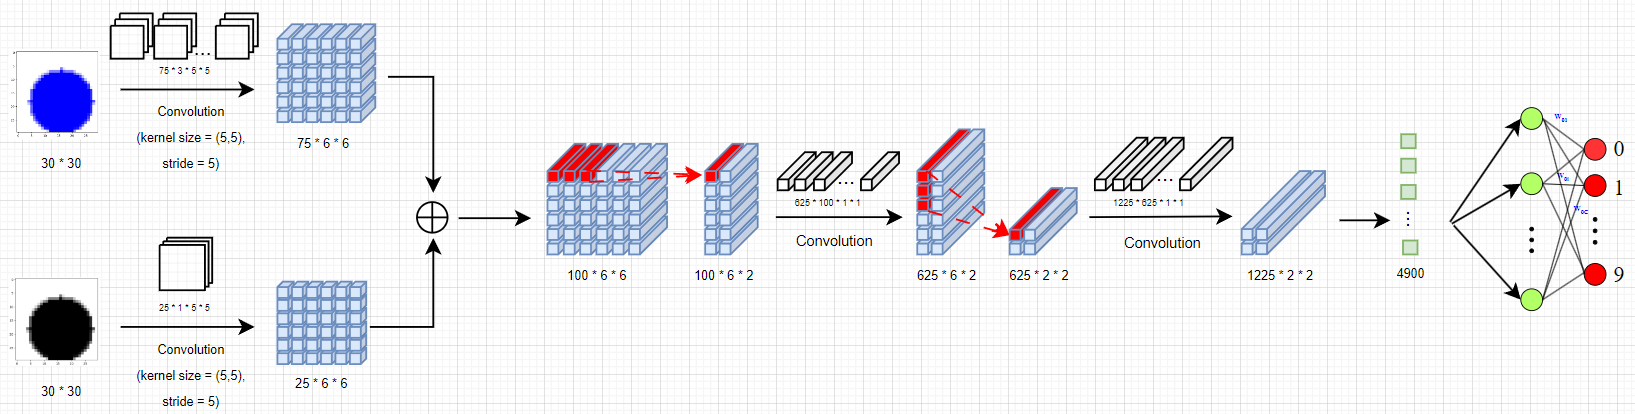 75 * 3 * 5 * 5
Convolution
(kernel size = (5,5),
stride = 5)
30 * 30
75 * 6 * 6
25 * 1 * 5 * 5
Convolution
(kernel size = (5,5),
stride = 5)
30 * 30
25 * 6 * 6
100 * 6 * 6
100 * 6 * 2
625 * 100 * 1 * 1
Convolution
625 * 6 * 2
625 * 2 * 2
1225 * 625 * 1 * 1
Convolution
1225 * 2 * 2
4900
0
1
9